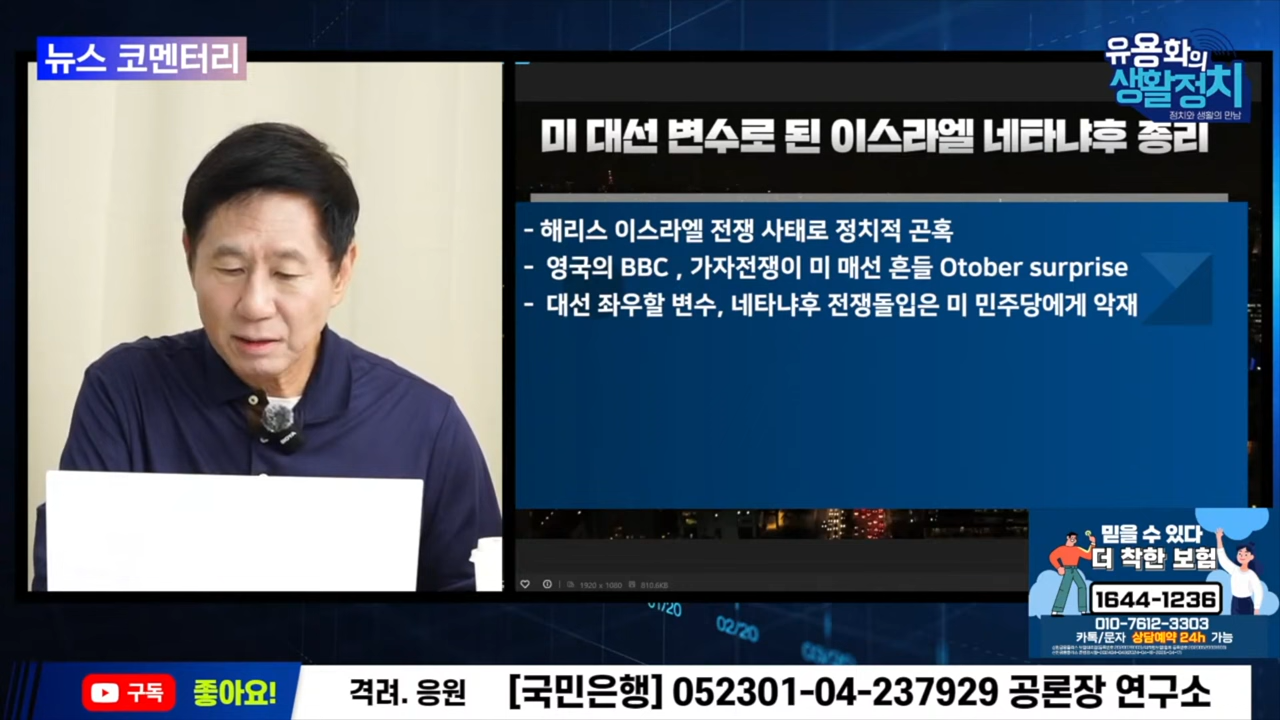 뉴스 코멘터리
유용화의
생활정치
정치와 생활의 만남
미 대선 변수로 된 이스라엘 네타냐후 총리
- 해리스 이스라엘 전쟁 사태로 정치적 곤혹
- 영국의 BBC , 가자전쟁이 미 매선 흔들 Otober surprise
- 대선 좌우할 변수, 네타냐후 전쟁돌입은 미 민주당에게 악재
1920 x 1080 810.6KB
01/20
02/20
믿을 수 있다
더 착한 보험
1644-1236
010-7612-3303
카톡/문자 상담예약 24h 가능
구독 좋아요! 격려. 응원 [국민은행] 052301-04-237929 공론장 연구소